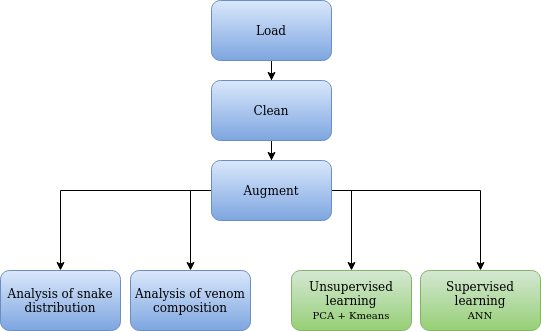 Load
Clean
Augment
Analysis of snake
distribution
Analysis of venom
composition
Unsupervised
learning
PCA + Kmeans
Supervised
learning
ANN